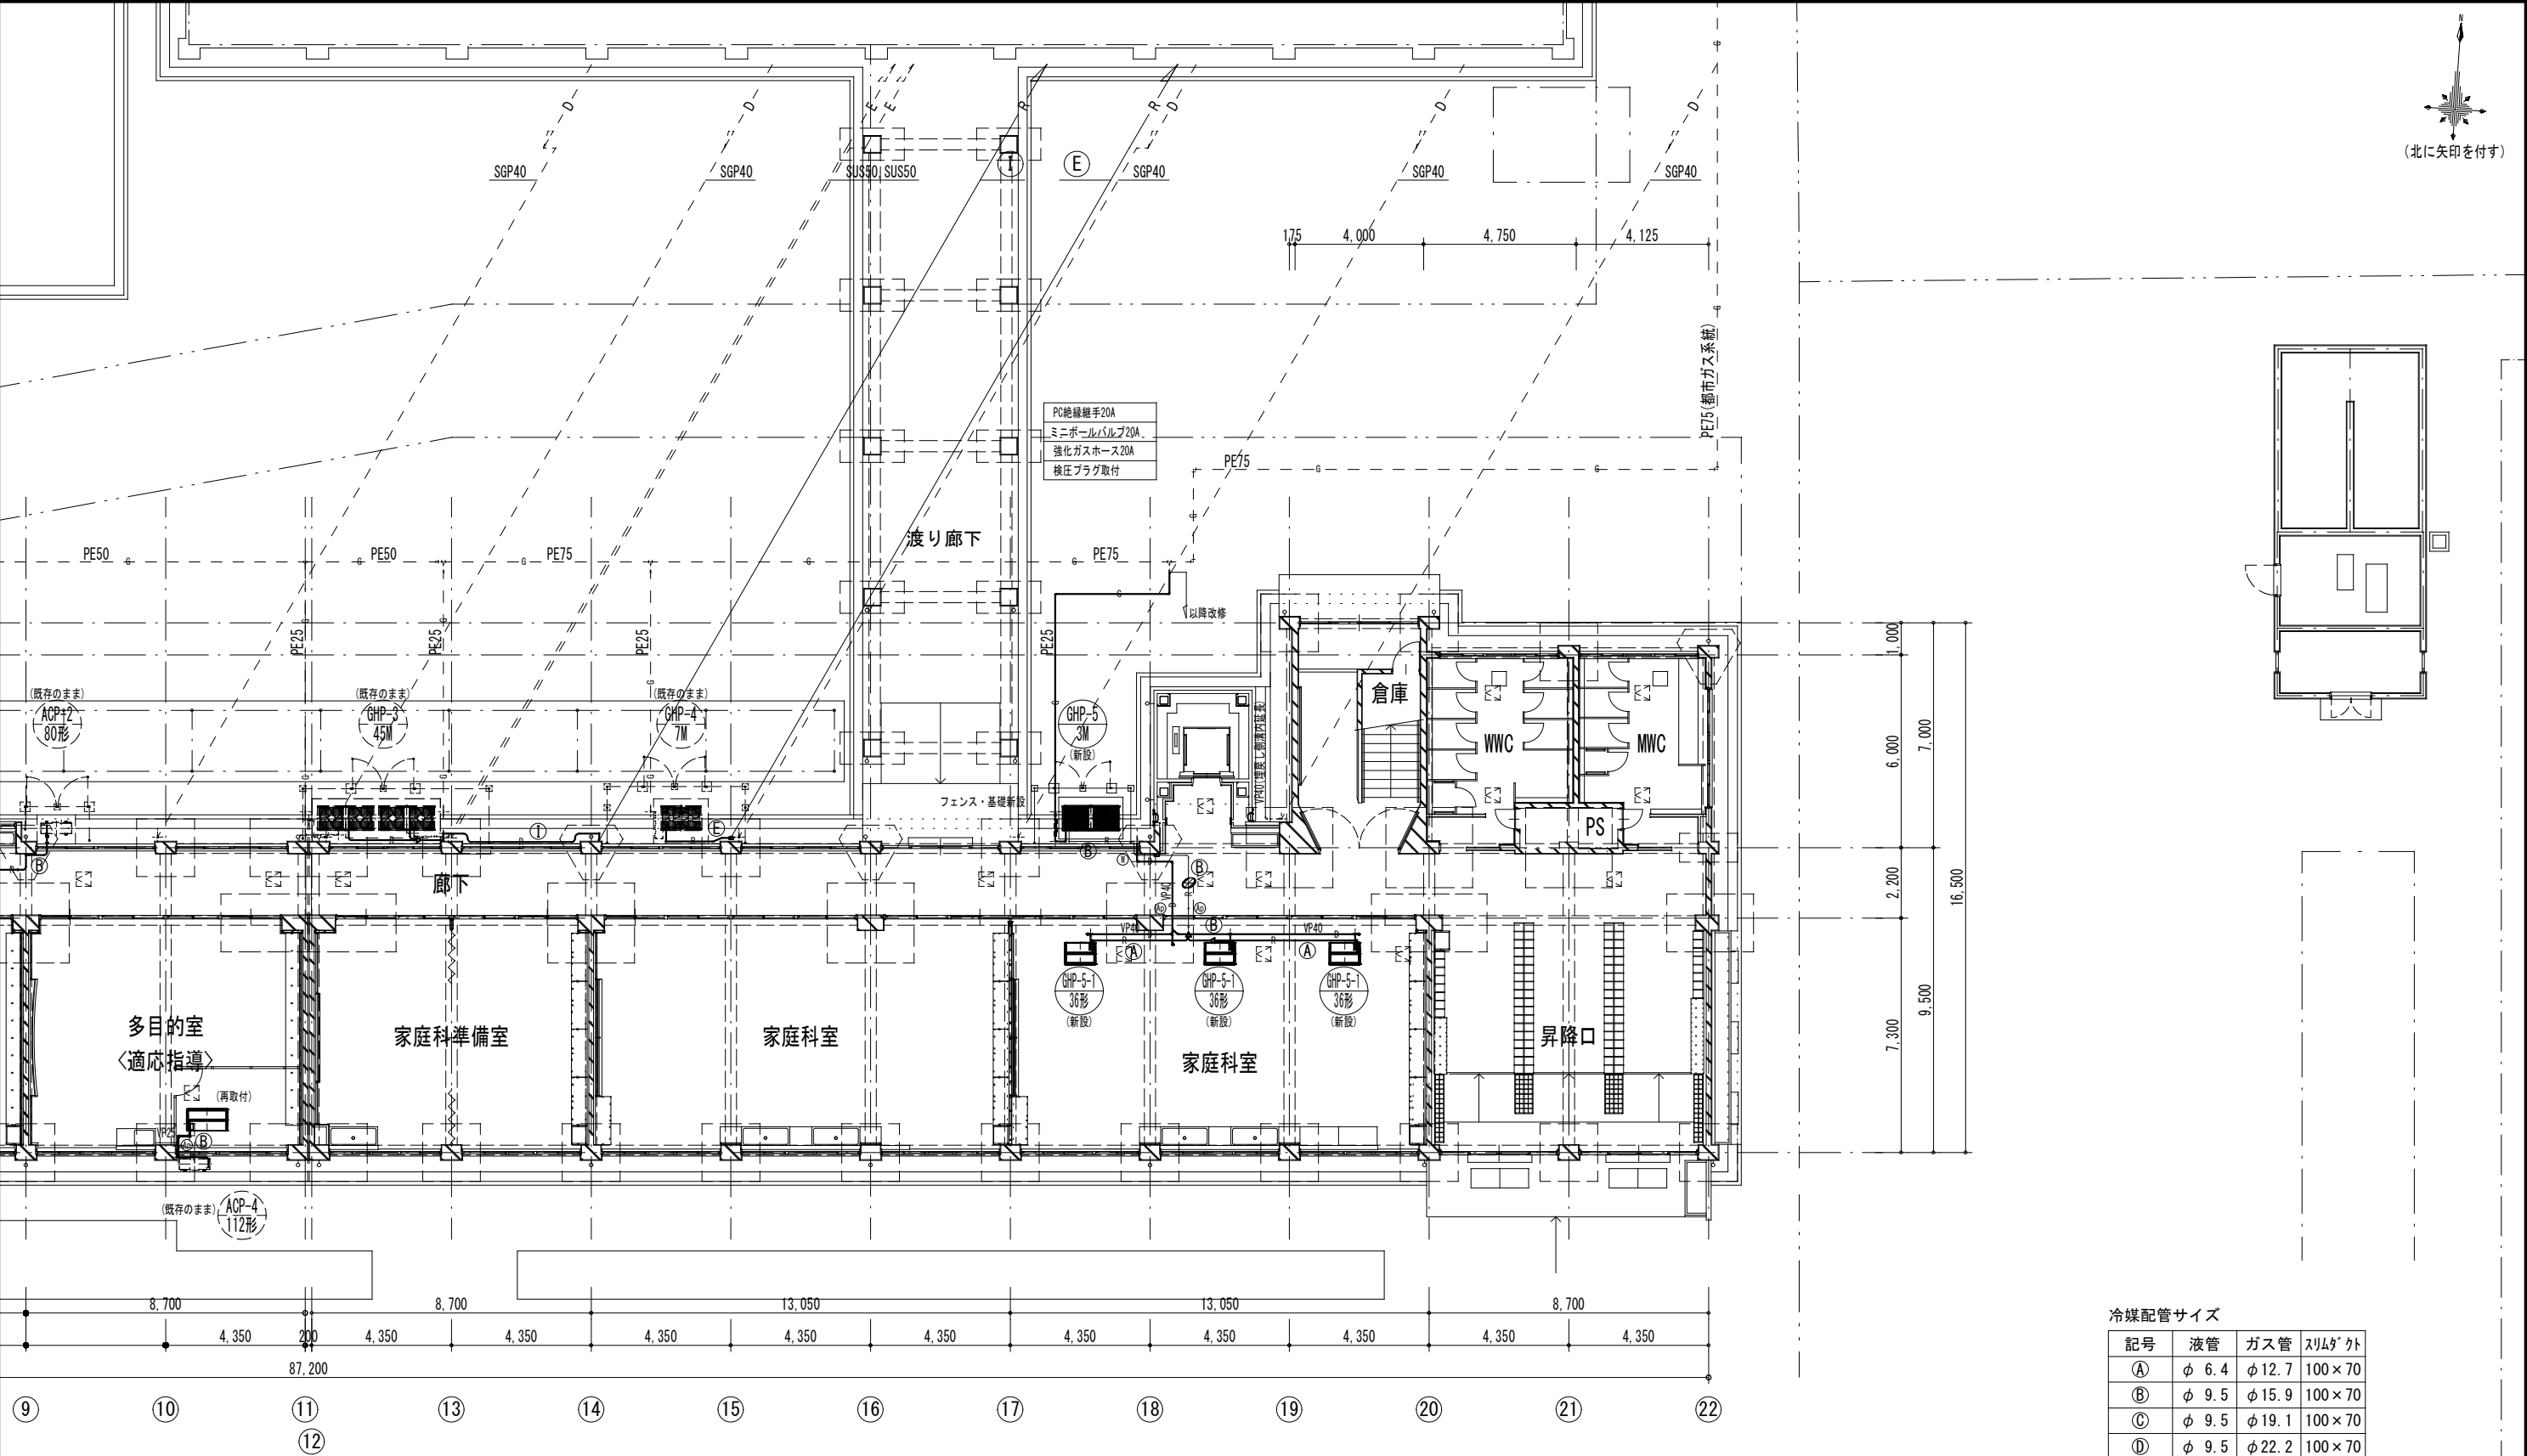 N
(北に矢印を付す)
D
D
E
E
R
R
D
D
D
G
SGP40
SGP40
SUS50
SUS50
I
E
SGP40
SGP40
SGP40
175
4,000
4,750
4,125
PE75(都市ガス系統)
PC絶縁継手20A
ミニボールバルブ20A
強化ガスホース20A
検圧プラグ取付
PE75
渡り廊下
PE50
PE50
PE75
PE75
以降改修
PE25
PE25
PE25
PE25
(既存のまま)
ACP-2
80形
(既存のまま)
GHP-3
45M
(既存のまま)
GHP-4
7M
GHP-5
3M
(新設)
VP40(埋戻し側溝内延長)
倉庫
WWC
MWC
PS
1,000
6,000
7,000
2,200
16,500
7,300
9,500
フェンス・基礎新設
I
E
B
B
廊下
VP40
B
VP40
B
VP40
A
A
GHP-5-1
36形
(新設)
GHP-5-1
36形
(新設)
GHP-5-1
36形
(新設)
多目的室
〈適応指導〉
家庭科準備室
家庭科室
家庭科室
昇降口
(再取付)
VP25
B
(既存のまま)
ACP-4
112形
8,700
8,700
13,050
13,050
8,700
4,350
200
4,350
4,350
4,350
4,350
4,350
4,350
4,350
4,350
4,350
4,350
87,200
⑨
⑩
⑪
⑫
⑬
⑭
⑮
⑯
⑰
⑱
⑲
⑳
㉑
㉒
冷媒配管サイズ
記号 液管 ガス管 スリムダクト
Ⓐ φ 6.4 φ12.7 100×70
Ⓑ φ 9.5 φ15.9 100×70
Ⓒ φ 9.5 φ19.1 100×70
Ⓓ φ 9.5 φ22.2 100×70